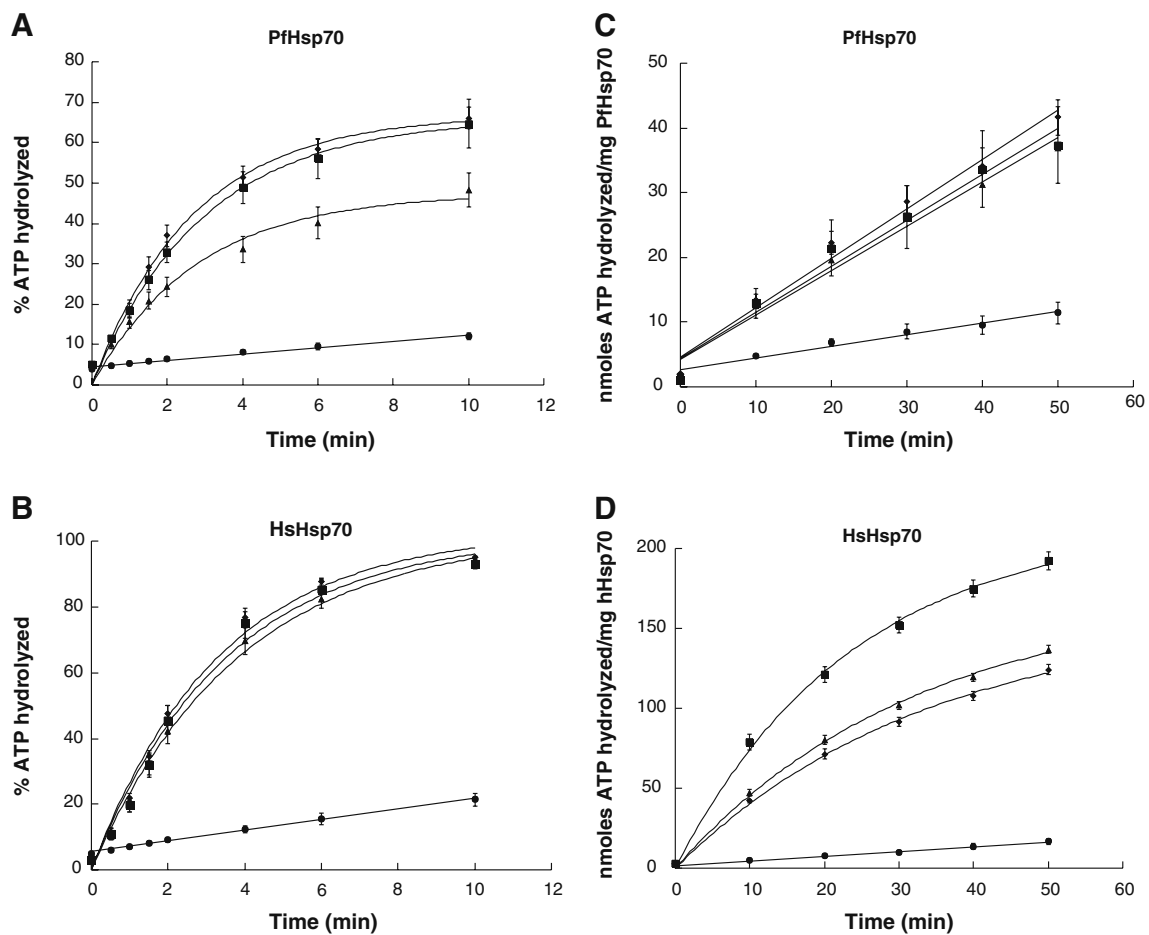 A
PfHsp70
% ATP hydrolyzed
80
70
60
50
40
30
20
10
0
0 2 4 6 8 10 12
Time (min)
C
PfHsp70
nmoles ATP hydrolyzed/mg PfHsp70
50
40
30
20
10
0
0 10 20 30 40 50 60
Time (min)
B
HsHsp70
% ATP hydrolyzed
100
80
60
40
20
0
0 2 4 6 8 10 12
Time (min)
D
HsHsp70
nmoles ATP hydrolyzed/mg hHsp70
200
150
100
50
0
0 10 20 30 40 50 60
Time (min)